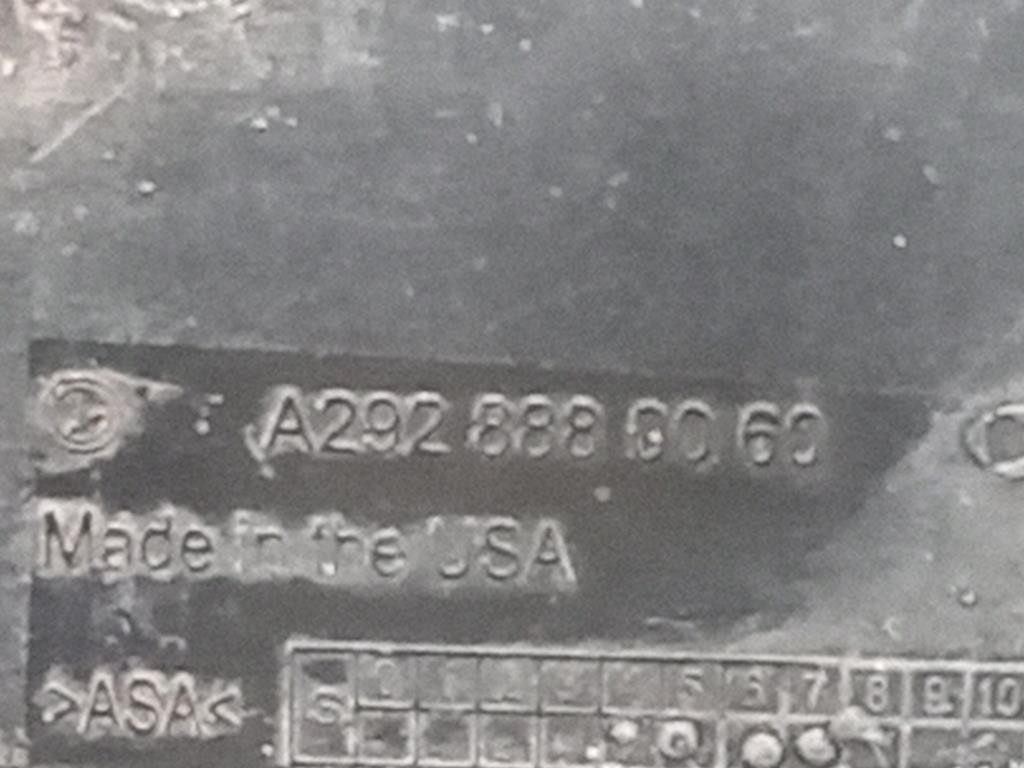 A292 888 00 60
Made in the USA
>ASA<
5 6 7 8 9 10